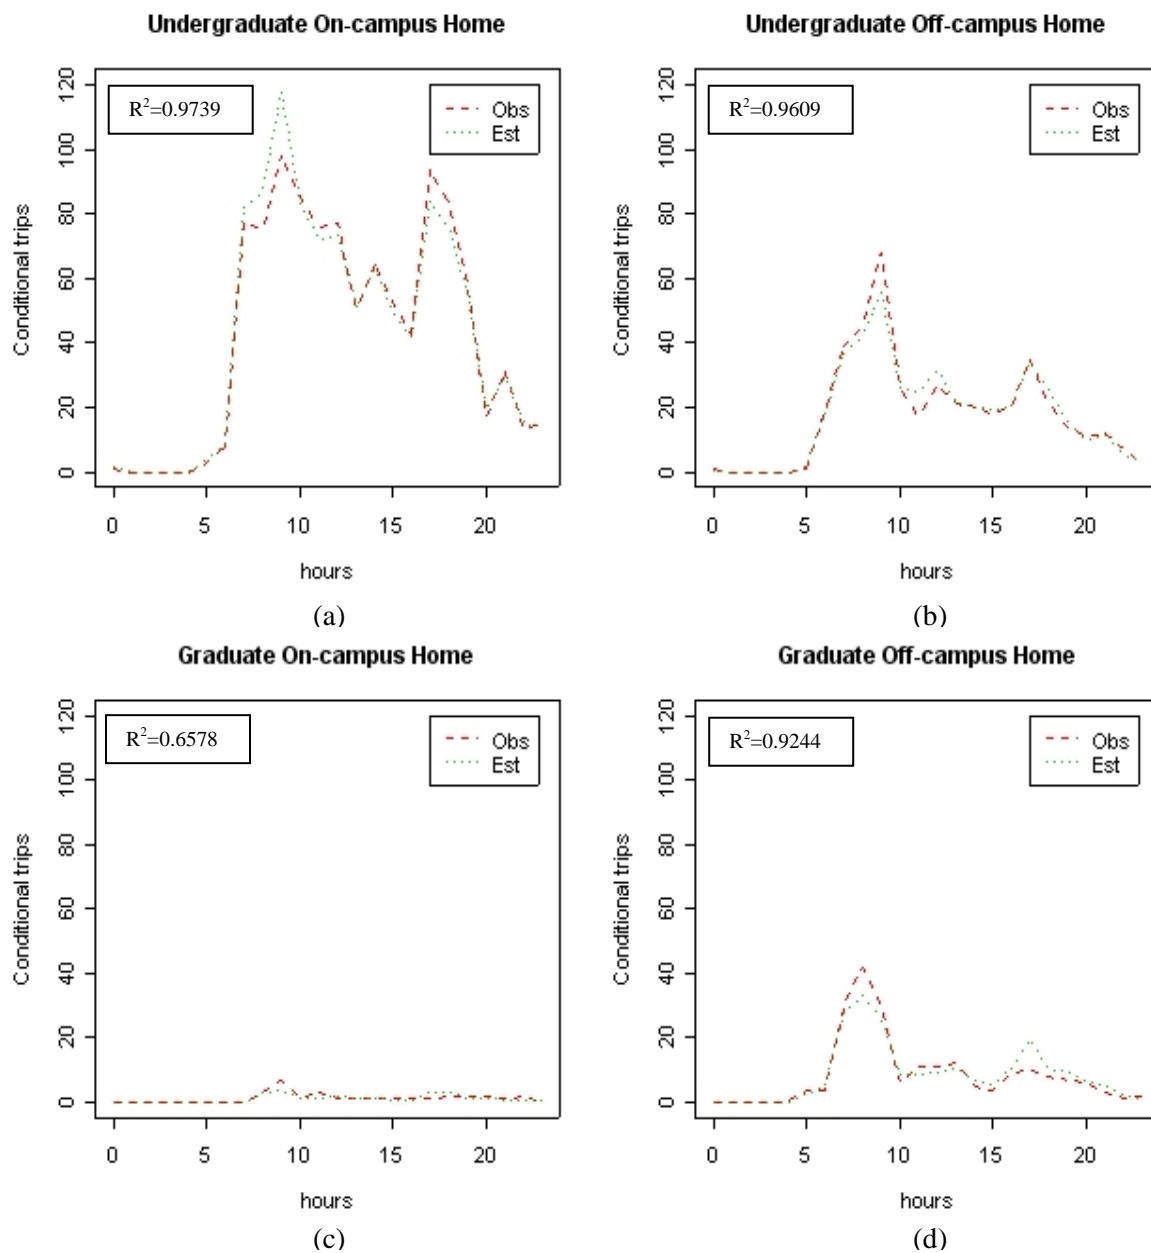 Undergraduate On-campus Home
R²=0.9739
Obs
Est
Conditional trips
0 20 40 60 80 100 120
0 5 10 15 20
hours
(a)
Undergraduate Off-campus Home
R²=0.9609
Obs
Est
Conditional trips
0 20 40 60 80 100 120
0 5 10 15 20
hours
(b)
Graduate On-campus Home
R²=0.6578
Obs
Est
Conditional trips
0 20 40 60 80 100 120
0 5 10 15 20
hours
(c)
Graduate Off-campus Home
R²=0.9244
Obs
Est
Conditional trips
0 20 40 60 80 100 120
0 5 10 15 20
hours
(d)